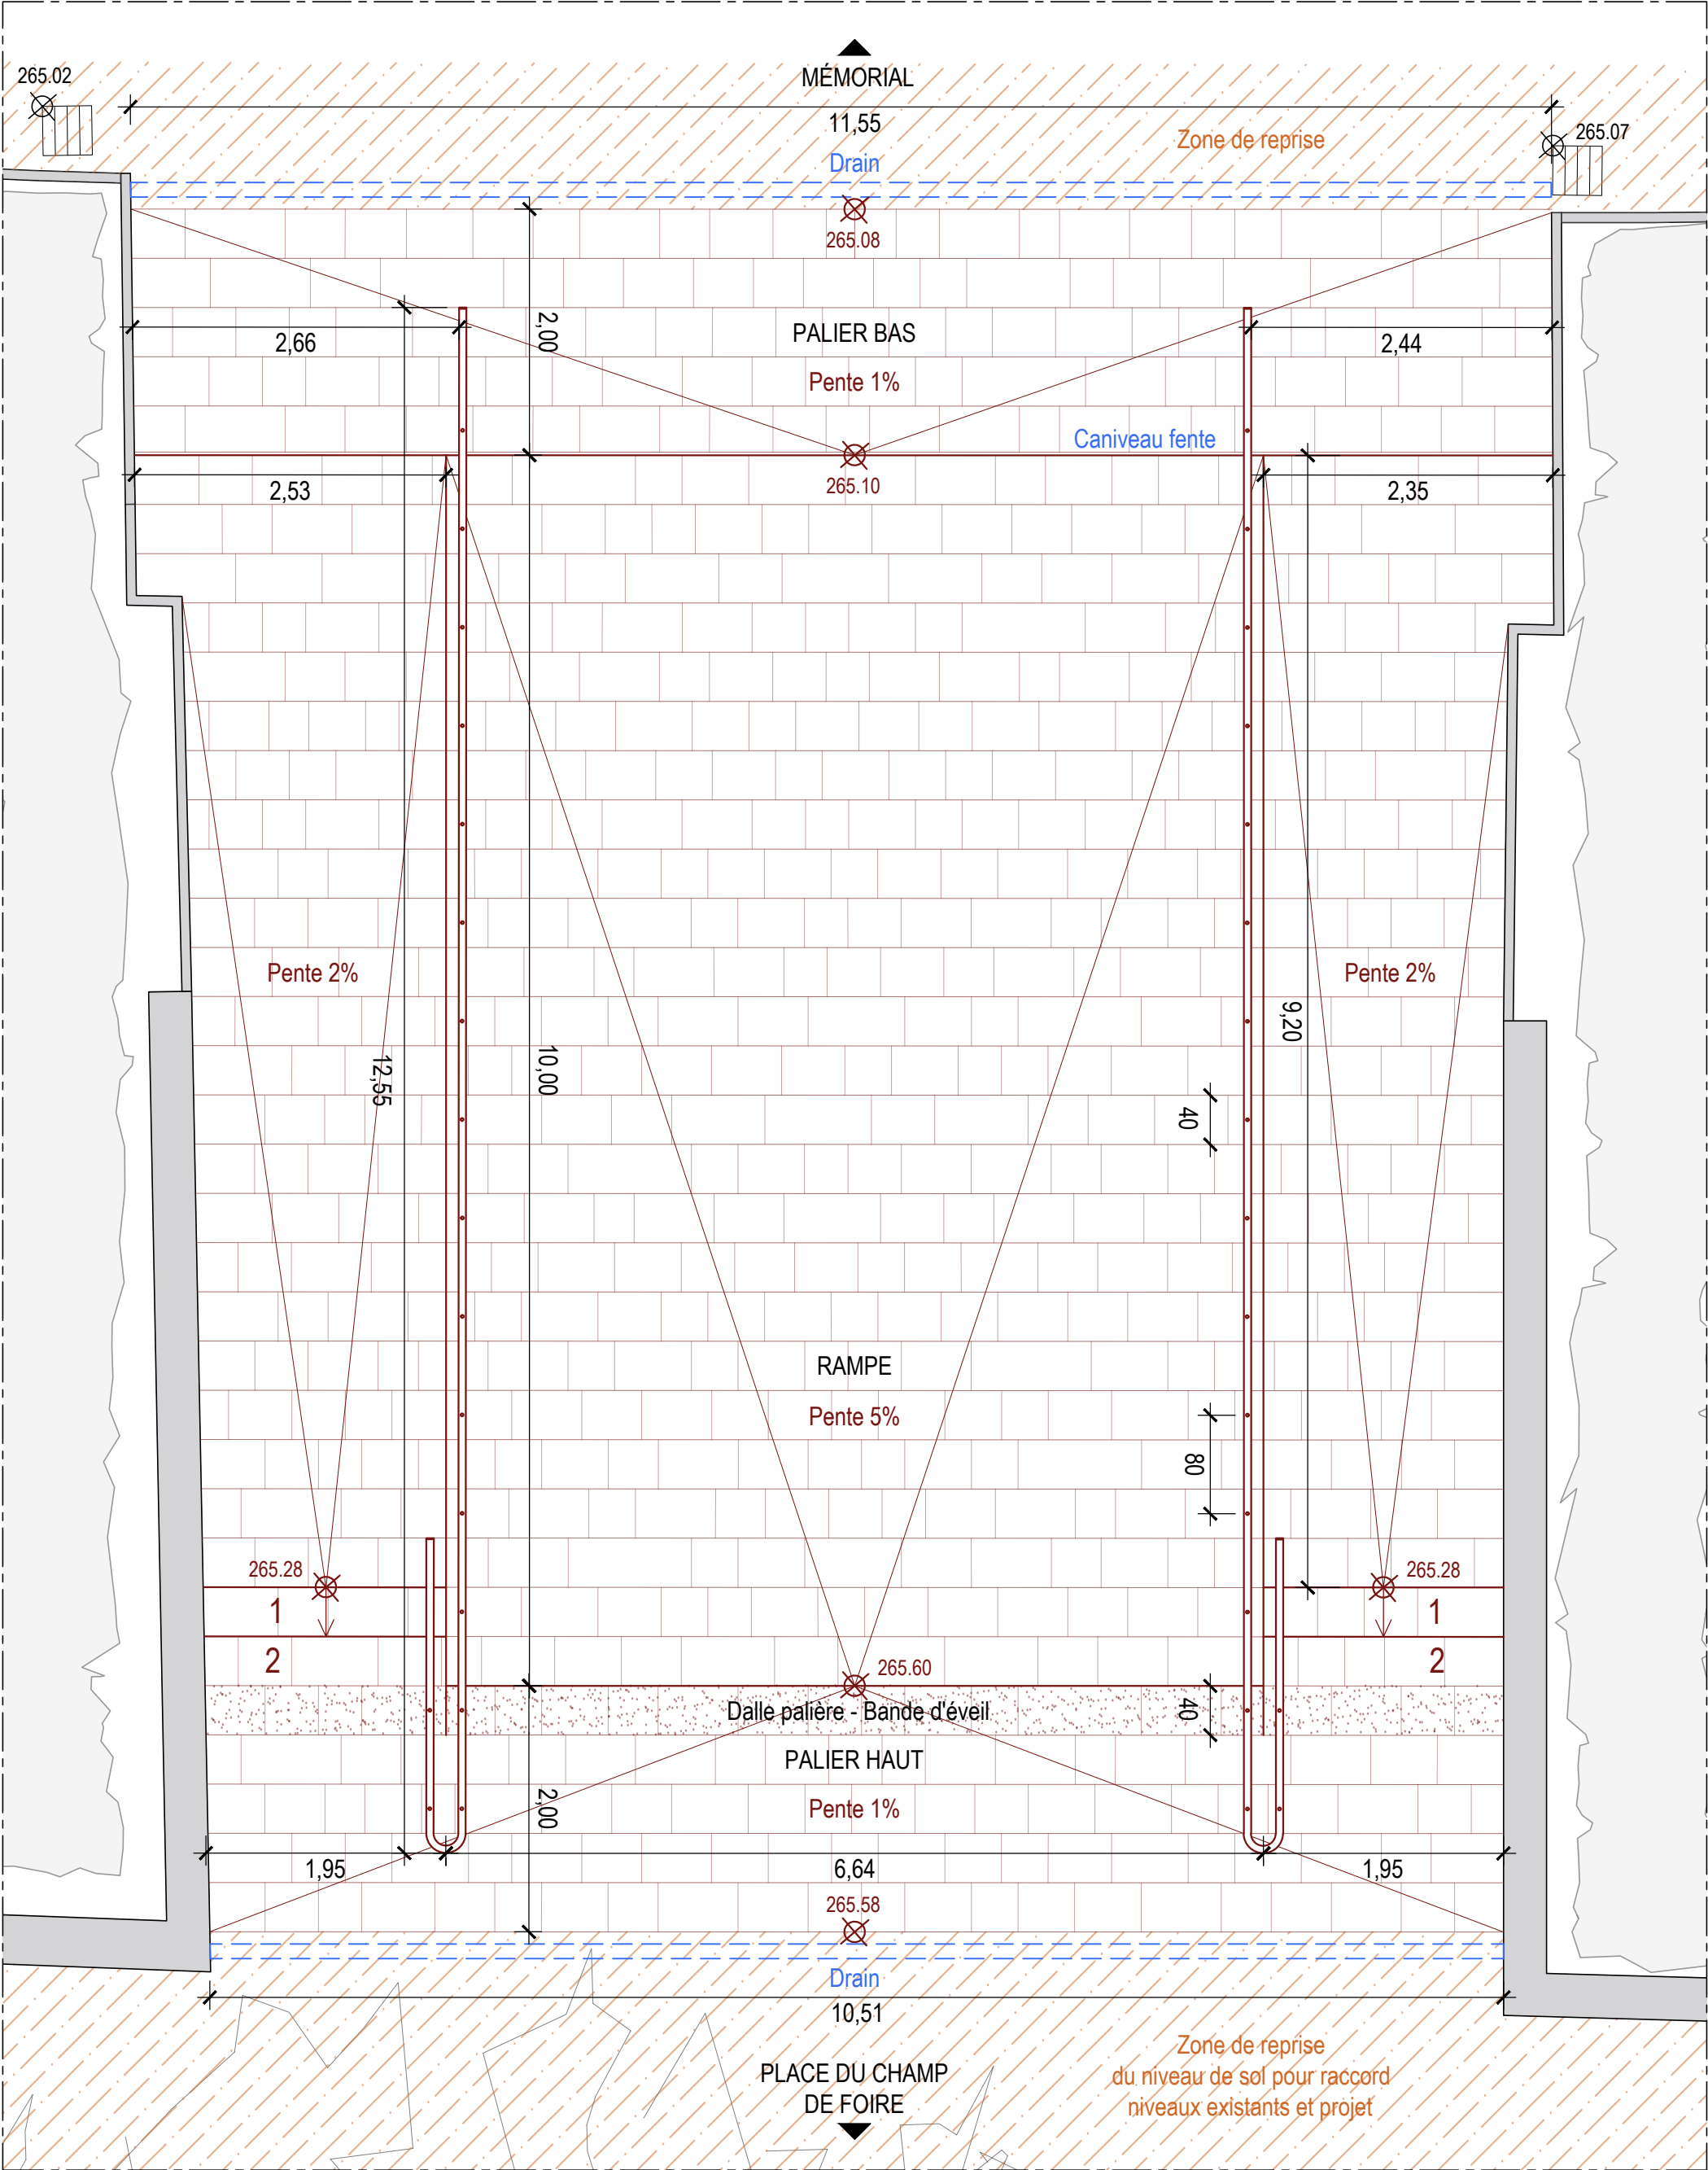 MÉMORIAL
265.02
11,55
Zone de reprise
265.07
Drain
265.08
2,00
PALIER BAS
2,66
2,44
Pente 1%
Caniveau fente
2,53
265.10
2,35
Pente 2%
Pente 2%
9,20
12,55
10,00
40
RAMPE
Pente 5%
80
265.28
265.28
1
1
2
2
265.60
Dalle palière - Bande d'éveil
40
PALIER HAUT
Pente 1%
2,00
1,95
6,64
1,95
265.58
Drain
10,51
Zone de reprise
du niveau de sol pour raccord
niveaux existants et projet
PLACE DU CHAMP
DE FOIRE